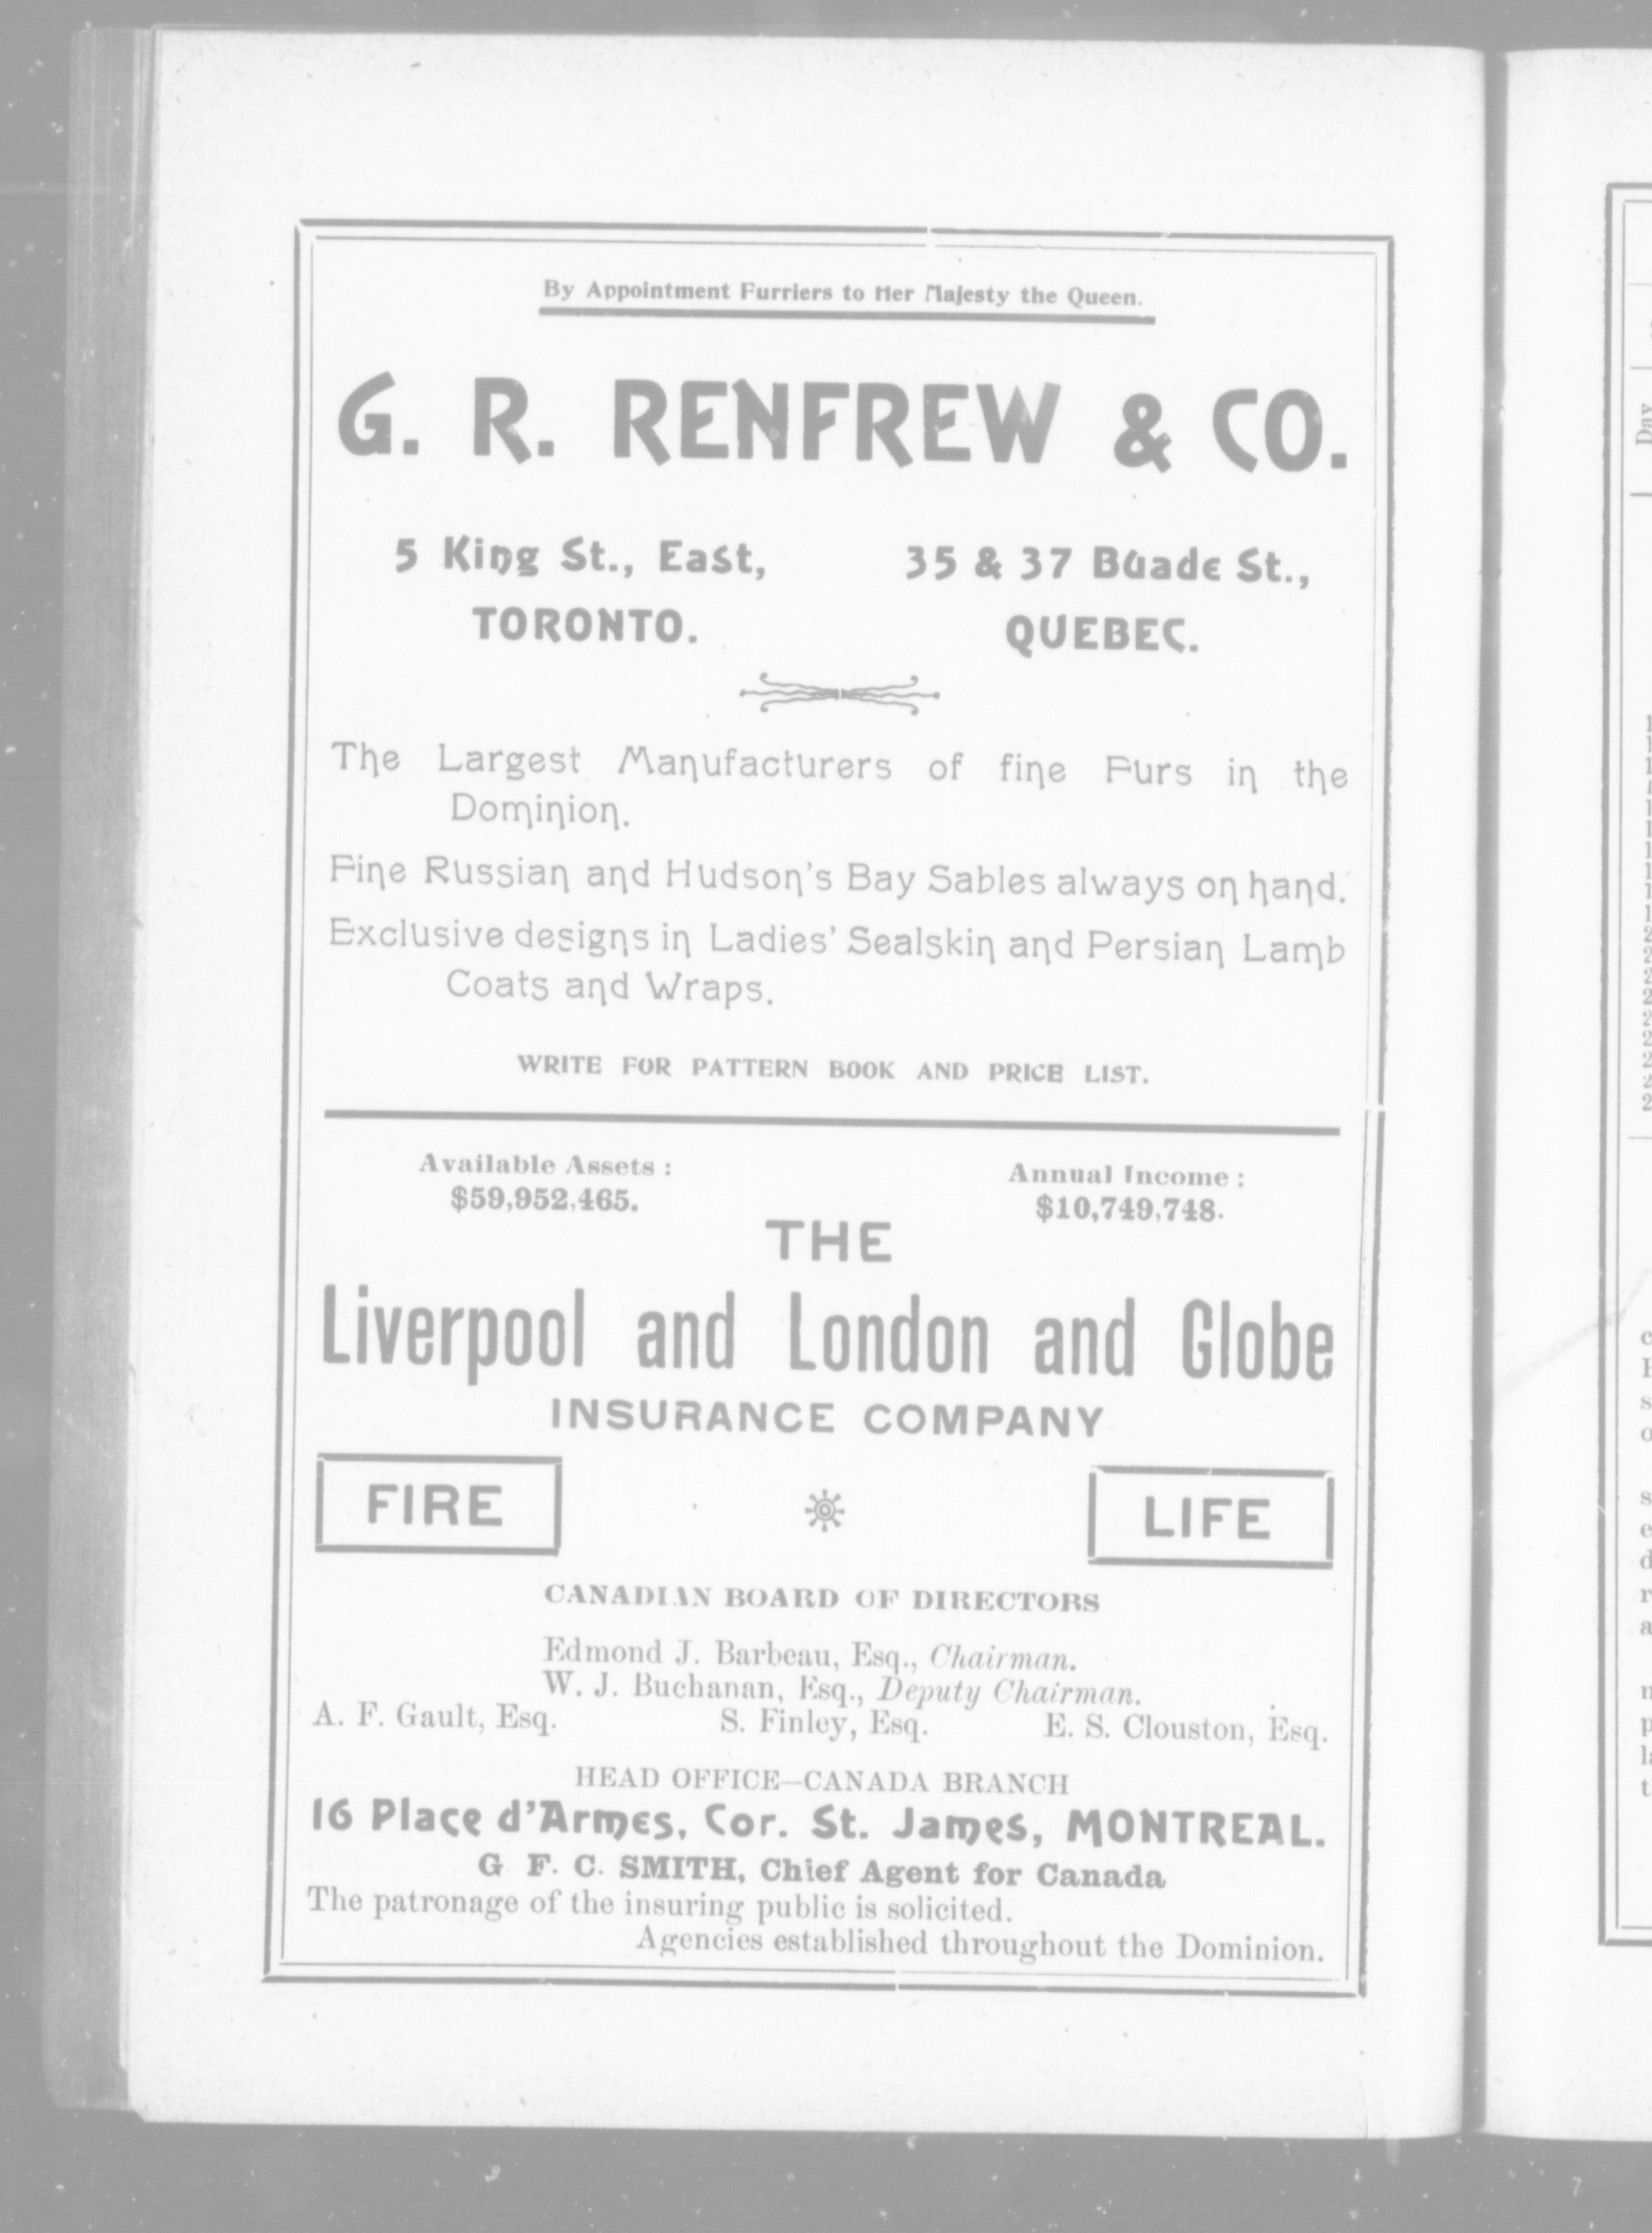 By Appointment Furriers to Her Majesty the Queen.
G. R. RENFREW & CO.
5 King St., East,
TORONTO.
35 & 37 Buade St.,
QUEBEC.
The Largest Manufacturers of fine Furs in the
Dominion.
Fine Russian and Hudson's Bay Sables always on hand.
Exclusive designs in Ladies' Sealskin and Persian Lamb
Coats and Wraps.
WRITE FOR PATTERN BOOK AND PRICE LIST.
Available Assets :
$59,952,465.
Annual Income :
$10,749,748.
THE
Liverpool and London and Globe
INSURANCE COMPANY
FIRE
LIFE
CANADIAN BOARD OF DIRECTORS
Edmond J. Barbeau, Esq., Chairman.
W. J. Buchanan, Esq., Deputy Chairman.
A. F. Gault, Esq. S. Finley, Esq. E. S. Clouston, Esq.
HEAD OFFICE—CANADA BRANCH
16 Place d'Armes, Cor. St. James, MONTREAL.
G F. C. SMITH, Chief Agent for Canada
The patronage of the insuring public is solicited.
Agencies established throughout the Dominion.
Day